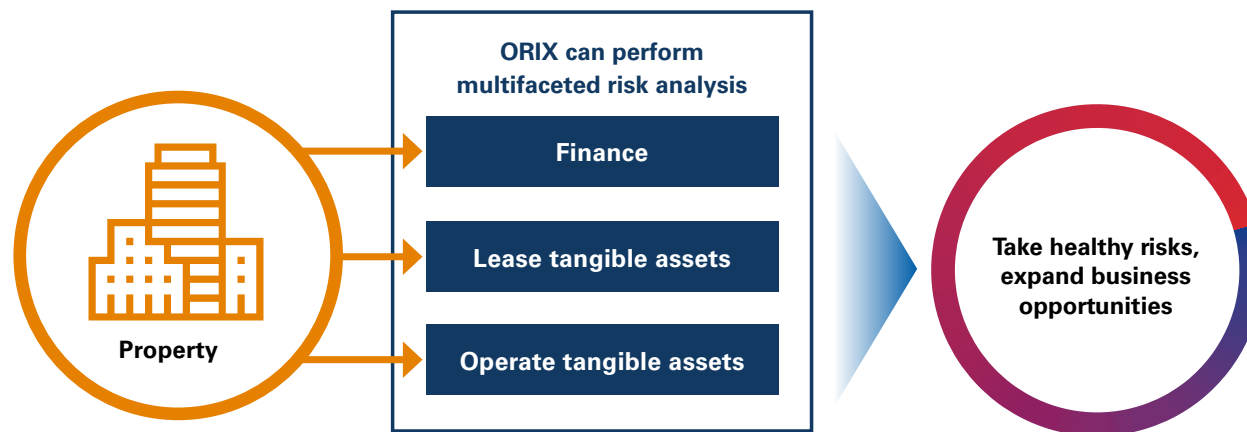 ORIX can perform
multifaceted risk analysis
Property
Finance
Lease tangible assets
Operate tangible assets
Take healthy risks,
expand business
opportunities